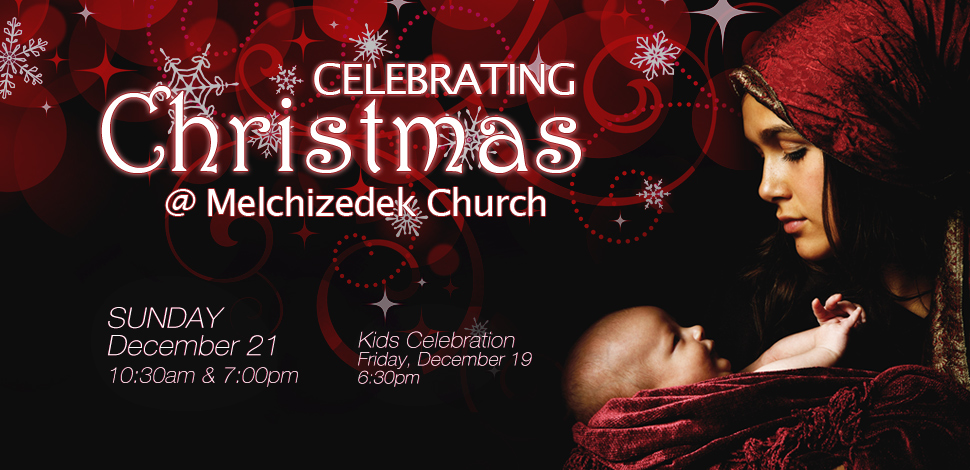 CELEBRATING
Christmas
@ Melchizedek Church
SUNDAY
December 21
10:30am & 7:00pm
Kids Celebration
Friday, December 19
6:30pm